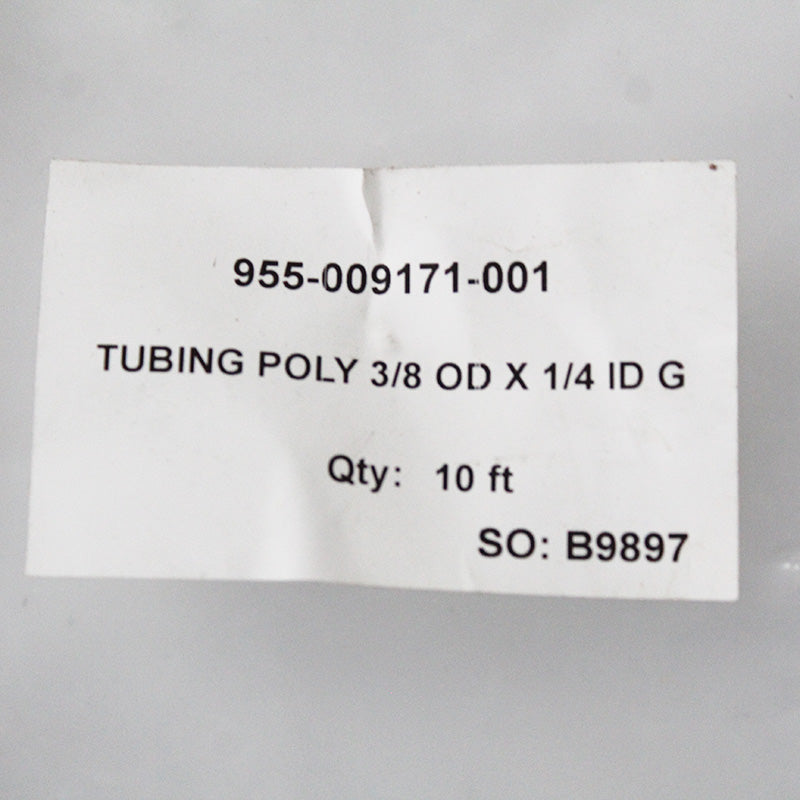 955-009171-001
TUBING POLY 3/8 OD X 1/4 ID G
Qty: 10 ft
SO: B9897